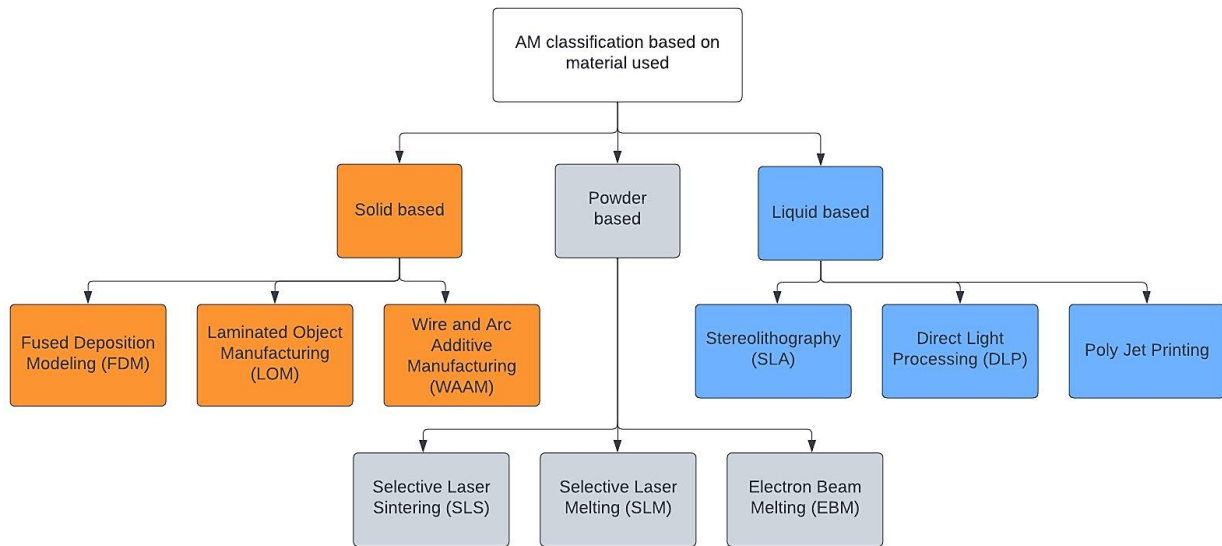 AM classification based on
material used
Solid based
Powder
based
Liquid based
Fused Deposition
Modeling (FDM)
Laminated Object
Manufacturing
(LOM)
Wire and Arc
Additive
Manufacturing
(WAAM)
Stereolithography
(SLA)
Direct Light
Processing (DLP)
Poly Jet Printing
Selective Laser
Sintering (SLS)
Selective Laser
Melting (SLM)
Electron Beam
Melting (EBM)